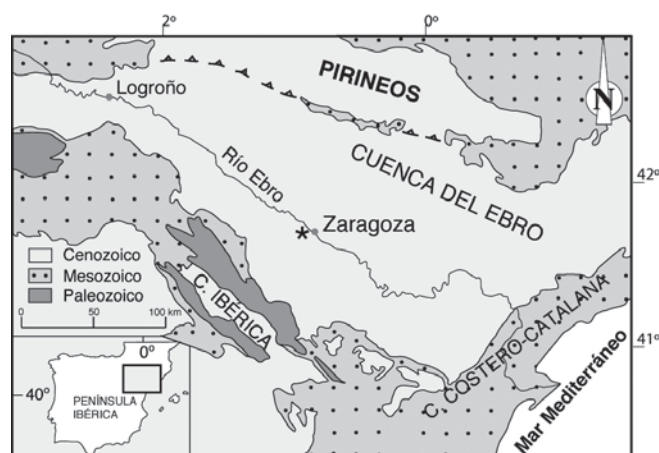 2º
0º
Logroño
PIRINEOS
N
Río Ebro
CUENCA DEL EBRO
42º
*
Zaragoza
Cenozoico
Mesozoico
Paleozoico
0 50 100 km
C. IBÉRICA
C. COSTERO-CATALANA
41º
0º
40º
PENÍNSULA
IBÉRICA
Mar Mediterráneo